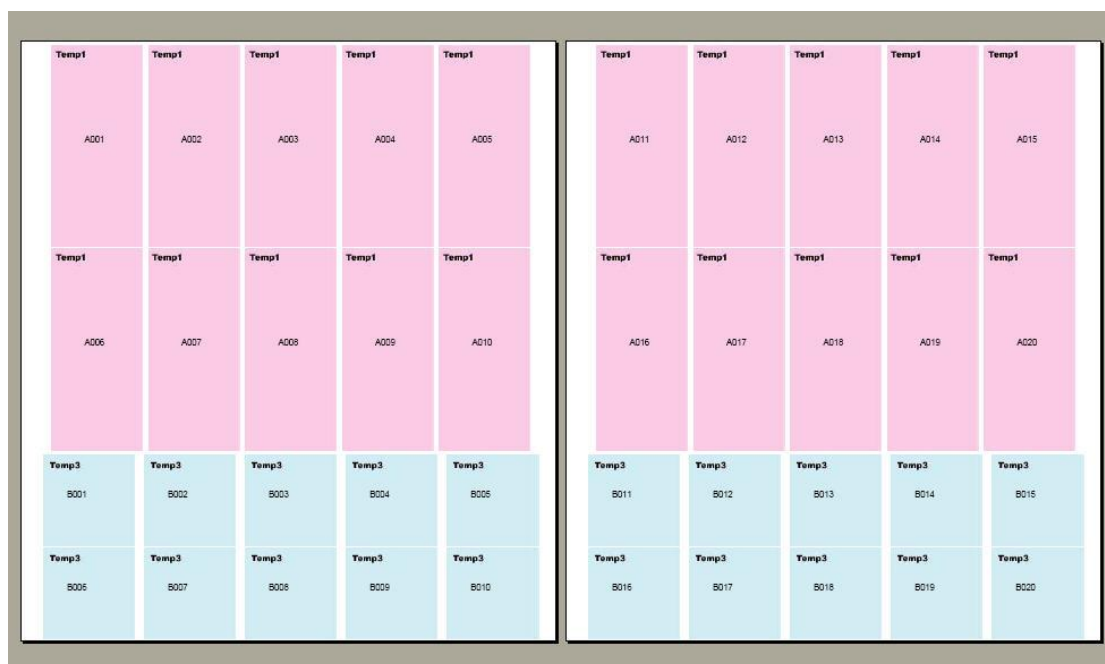 Temp1 Temp1 Temp1 Temp1 Temp1
A001 A002 A003 A004 A005
Temp1 Temp1 Temp1 Temp1 Temp1
A006 A007 A008 A009 A010
Temp3 Temp3 Temp3 Temp3 Temp3
B001 B002 B003 B004 B005
Temp3 Temp3 Temp3 Temp3 Temp3
B006 B007 B008 B009 B010
Temp1 Temp1 Temp1 Temp1 Temp1
A011 A012 A013 A014 A015
Temp1 Temp1 Temp1 Temp1 Temp1
A016 A017 A018 A019 A020
Temp3 Temp3 Temp3 Temp3 Temp3
B011 B012 B013 B014 B015
Temp3 Temp3 Temp3 Temp3 Temp3
B016 B017 B018 B019 B020